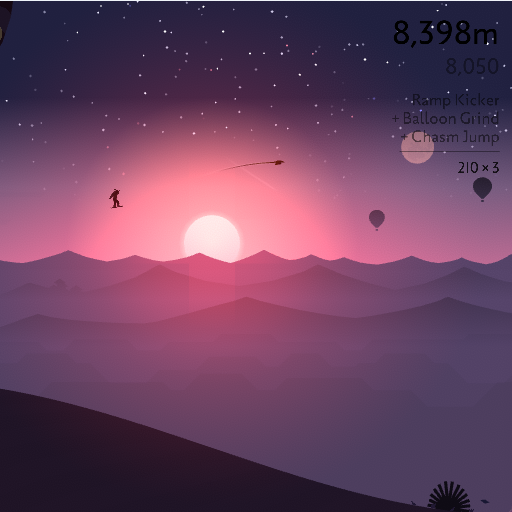 8,398m
8,050
Ramp Kicker
+ Balloon Grind
+ Chasm Jump
210 × 3